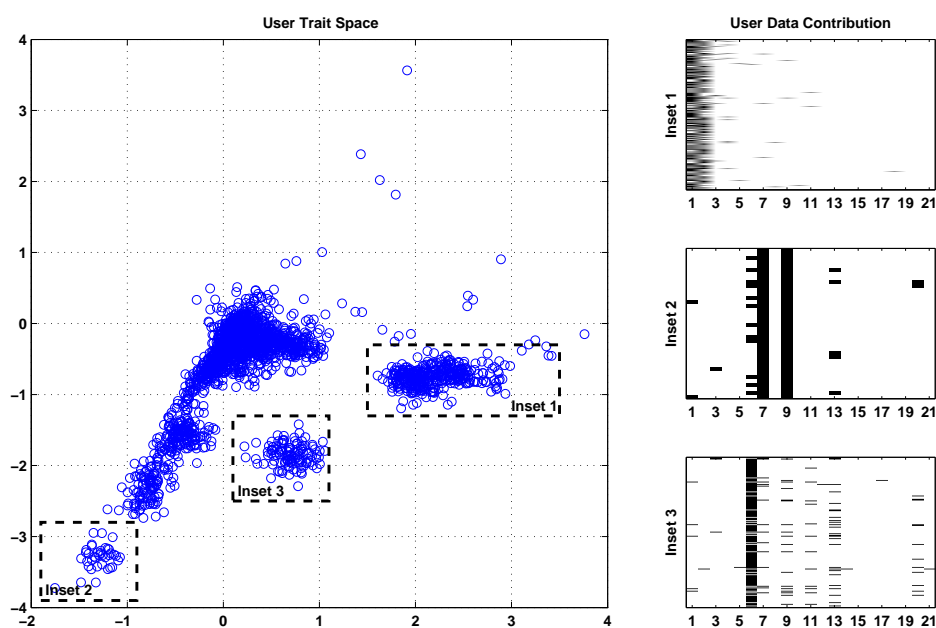 User Trait Space
4
3
2
1
0
−1
−2
−3
−4
−2 −1 0 1 2 3 4
Inset 1
Inset 3
Inset 2
User Data Contribution
Inset 1
1 3 5 7 9 11 13 15 17 19 21
Inset 2
1 3 5 7 9 11 13 15 17 19 21
Inset 3
1 3 5 7 9 11 13 15 17 19 21